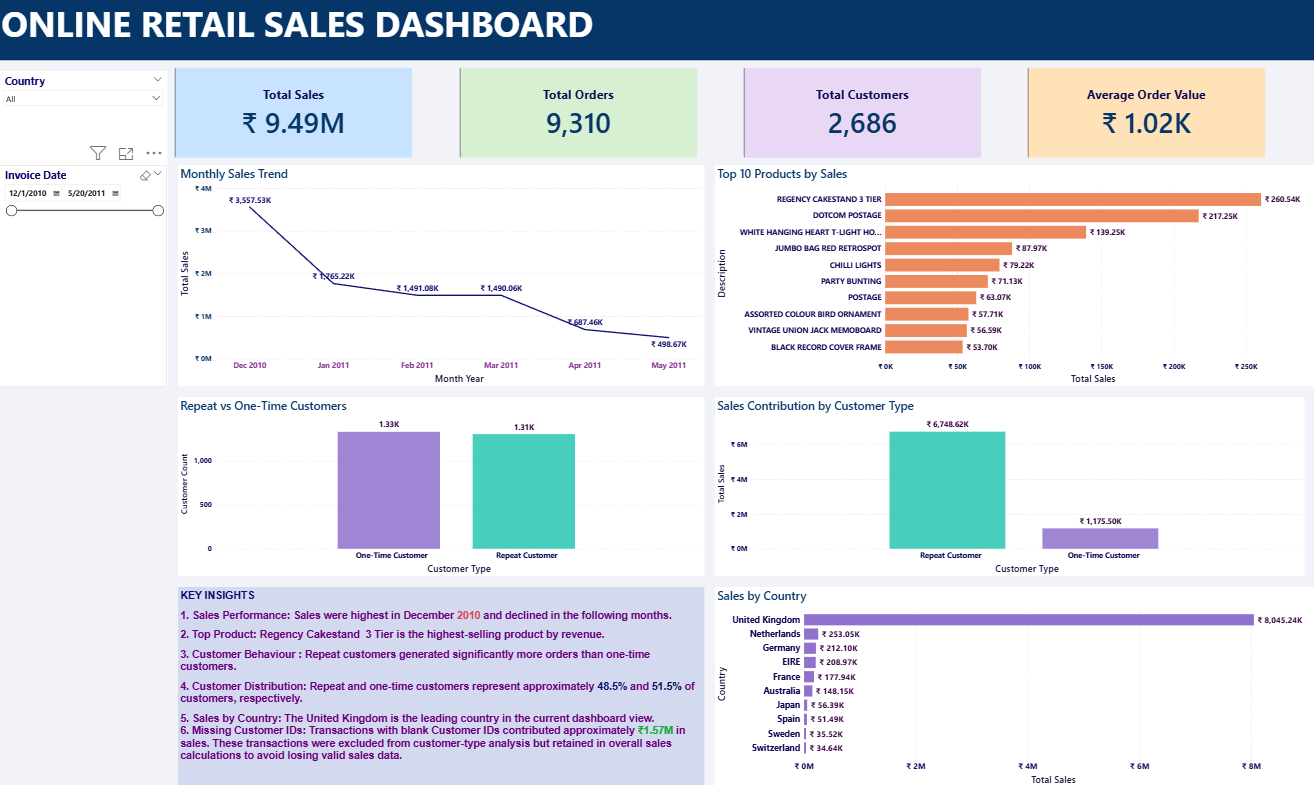 ONLINE RETAIL SALES DASHBOARD
Country
All
Invoice Date
12/1/2010
5/20/2011
Total Sales
₹ 9.49M
Total Orders
9,310
Total Customers
2,686
Average Order Value
₹ 1.02K
Monthly Sales Trend
Total Sales
₹ 4M
₹ 3M
₹ 2M
₹ 1M
₹ 0M
₹ 3,557.53K
₹ 1,765.22K
₹ 1,491.08K
₹ 1,490.06K
₹ 687.46K
₹ 498.67K
Dec 2010
Jan 2011
Feb 2011
Mar 2011
Apr 2011
May 2011
Month Year
Top 10 Products by Sales
Description
REGENCY CAKESTAND 3 TIER ₹ 260.54K
DOTCOM POSTAGE ₹ 217.25K
WHITE HANGING HEART T-LIGHT HO... ₹ 139.25K
JUMBO BAG RED RETROSPOT ₹ 87.97K
CHILLI LIGHTS ₹ 79.22K
PARTY BUNTING ₹ 71.13K
POSTAGE ₹ 63.07K
ASSORTED COLOUR BIRD ORNAMENT ₹ 57.71K
VINTAGE UNION JACK MEMOBOARD ₹ 56.59K
BLACK RECORD COVER FRAME ₹ 53.70K
₹ 0K ₹ 50K ₹ 100K ₹ 150K ₹ 200K ₹ 250K
Total Sales
Repeat vs One-Time Customers
Customer Count
1,000
500
0
1.33K
1.31K
One-Time Customer
Repeat Customer
Customer Type
Sales Contribution by Customer Type
Total Sales
₹ 6M
₹ 4M
₹ 2M
₹ 0M
₹ 6,748.62K
₹ 1,175.50K
Repeat Customer
One-Time Customer
Customer Type
KEY INSIGHTS
1. Sales Performance: Sales were highest in December 2010 and declined in the following months.
2. Top Product: Regency Cakestand 3 Tier is the highest-selling product by revenue.
3. Customer Behaviour : Repeat customers generated significantly more orders than one-time
customers.
4. Customer Distribution: Repeat and one-time customers represent approximately 48.5% and 51.5% of
customers, respectively.
5. Sales by Country: The United Kingdom is the leading country in the current dashboard view.
6. Missing Customer IDs: Transactions with blank Customer IDs contributed approximately ₹1.57M in
sales. These transactions were excluded from customer-type analysis but retained in overall sales
calculations to avoid losing valid sales data.
Sales by Country
Country
United Kingdom ₹ 8,045.24K
Netherlands ₹ 253.05K
Germany ₹ 212.10K
EIRE ₹ 208.97K
France ₹ 177.94K
Australia ₹ 148.15K
Japan ₹ 56.39K
Spain ₹ 51.49K
Sweden ₹ 35.52K
Switzerland ₹ 34.64K
₹ 0M ₹ 2M ₹ 4M ₹ 6M ₹ 8M
Total Sales